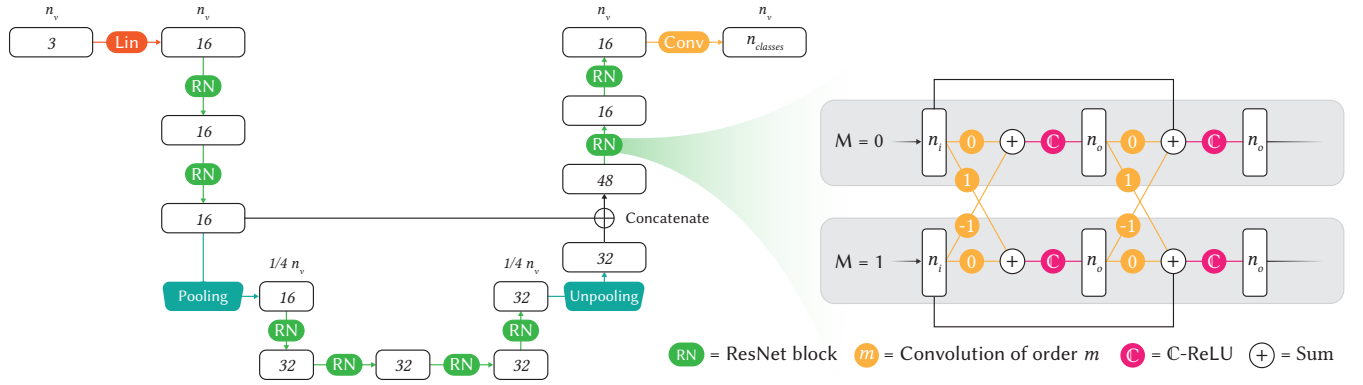 n_v n_v n_v n_v
3 Lin 16 16 Conv n_classes
RN RN
16 16
RN RN
M = 0 n_i 0 + ℂ n_o 0 + ℂ n_o
1 1
16 48
Concatenate
-1 -1
M = 1 n_i 0 + ℂ n_o 0 + ℂ n_o
32
1/4 n_v 1/4 n_v
Pooling 16 32 Unpooling
RN RN
32 RN 32 RN 32
RN = ResNet block m = Convolution of order m ℂ = ℂ-ReLU + = Sum